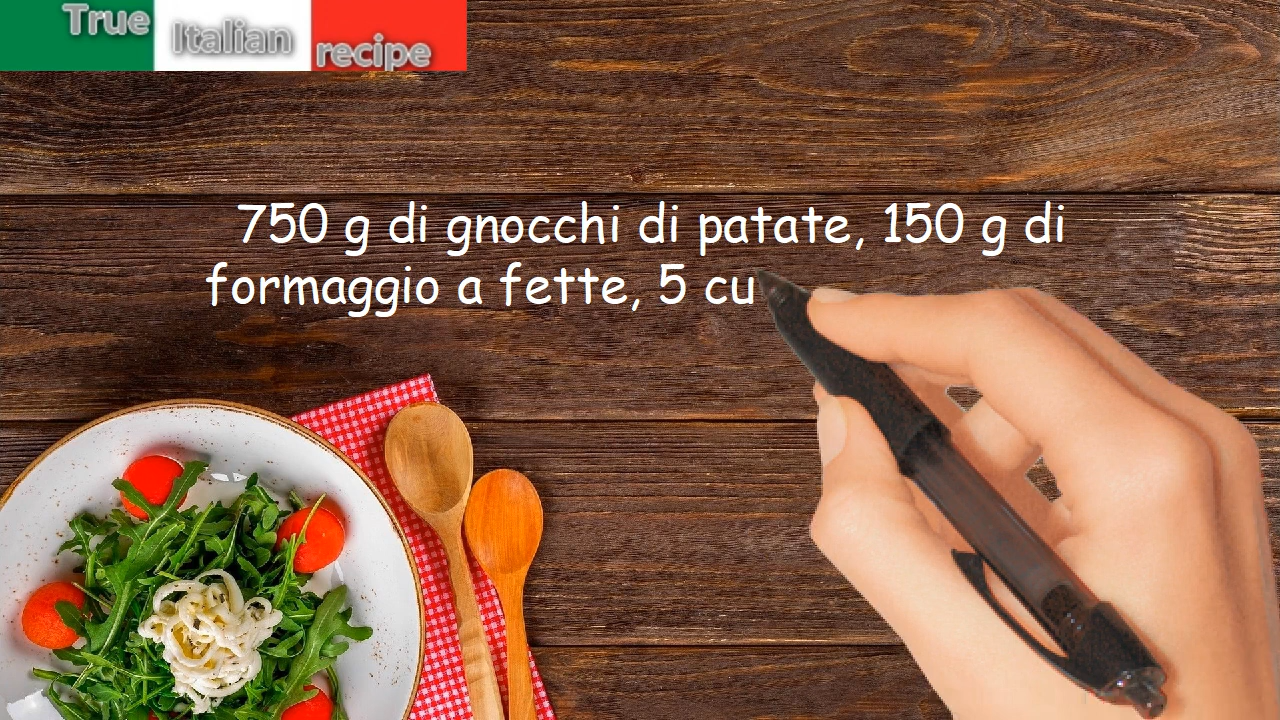 True Italian recipe
750 g di gnocchi di patate, 150 g di
formaggio a fette, 5 cu